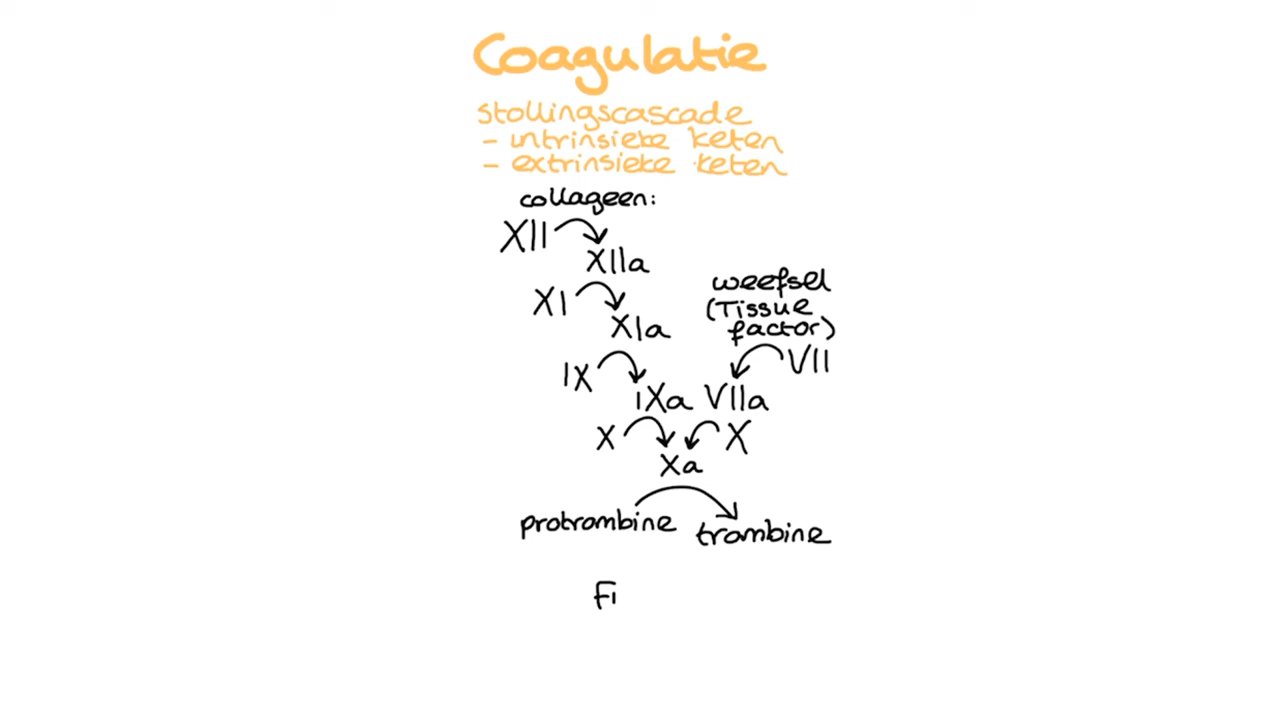 Coagulatie
stollingscascade
- intrinsieke keten
- extrinsieke keten
collageen:
XII
XIIa
weefsel
(Tissue
factor)
XI
XIa
VII
IX
IXa VIIa
X X
Xa
protrombine trombine
Fi